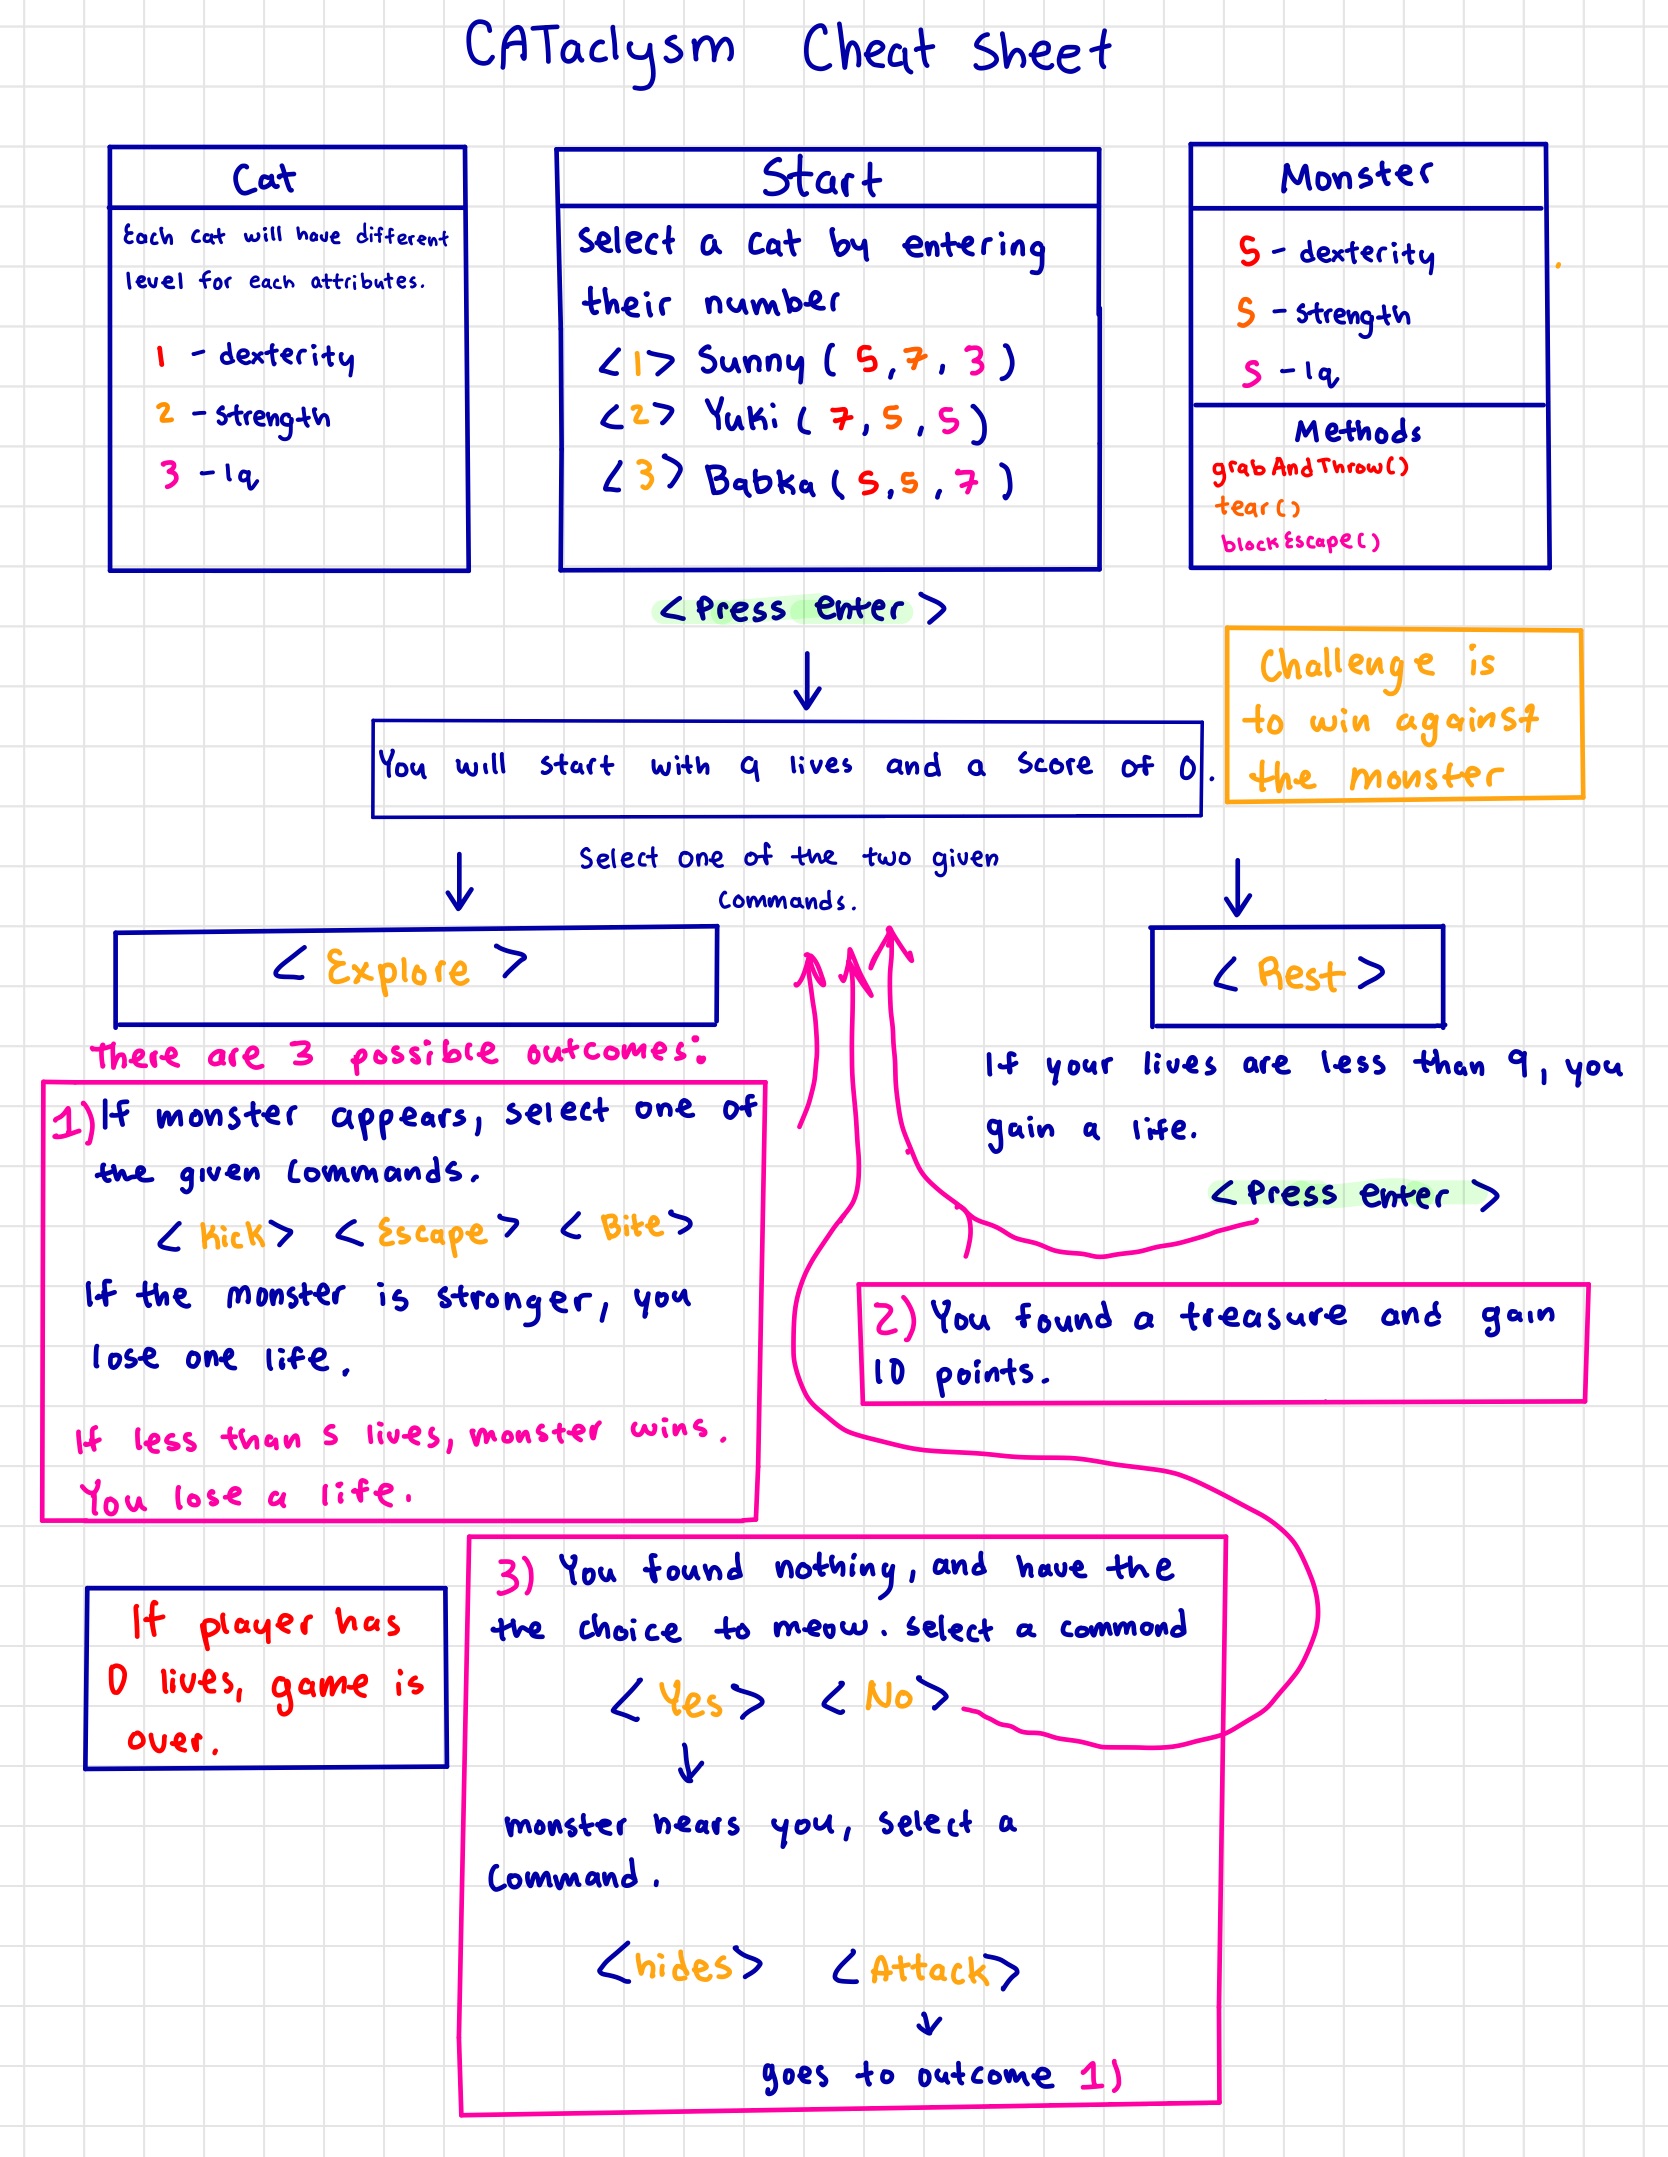 CATaclysm Cheat Sheet
Cat
Each cat will have different
level for each attributes.
1 - dexterity
2 - strength
3 - Iq
Start
Select a cat by entering
their number
<1> Sunny (5,7,3)
<2> Yuki (7,5,5)
<3> Babka (5,5,7)
Monster
5 - dexterity
5 - strength
5 - Iq
Methods
grabAndThrow()
tear()
blockEscape()
<Press enter>
Challenge is
to win against
the monster
You will start with 9 lives and a score of 0.
Select one of the two given
commands.
<Explore>
<Rest>
There are 3 possible outcomes:
If your lives are less than 9, you
gain a life.
<Press enter>
1) If monster appears, select one of
the given commands.
<Kick> <Escape> <Bite>
If the monster is stronger, you
lose one life.
If less than 5 lives, monster wins.
You lose a life.
2) You found a treasure and gain
10 points.
3) You found nothing, and have the
the choice to meow. select a command
<Yes> <No>
monster hears you, select a
command.
<hides> <Attack>
goes to outcome 1)
If player has
0 lives, game is
over.